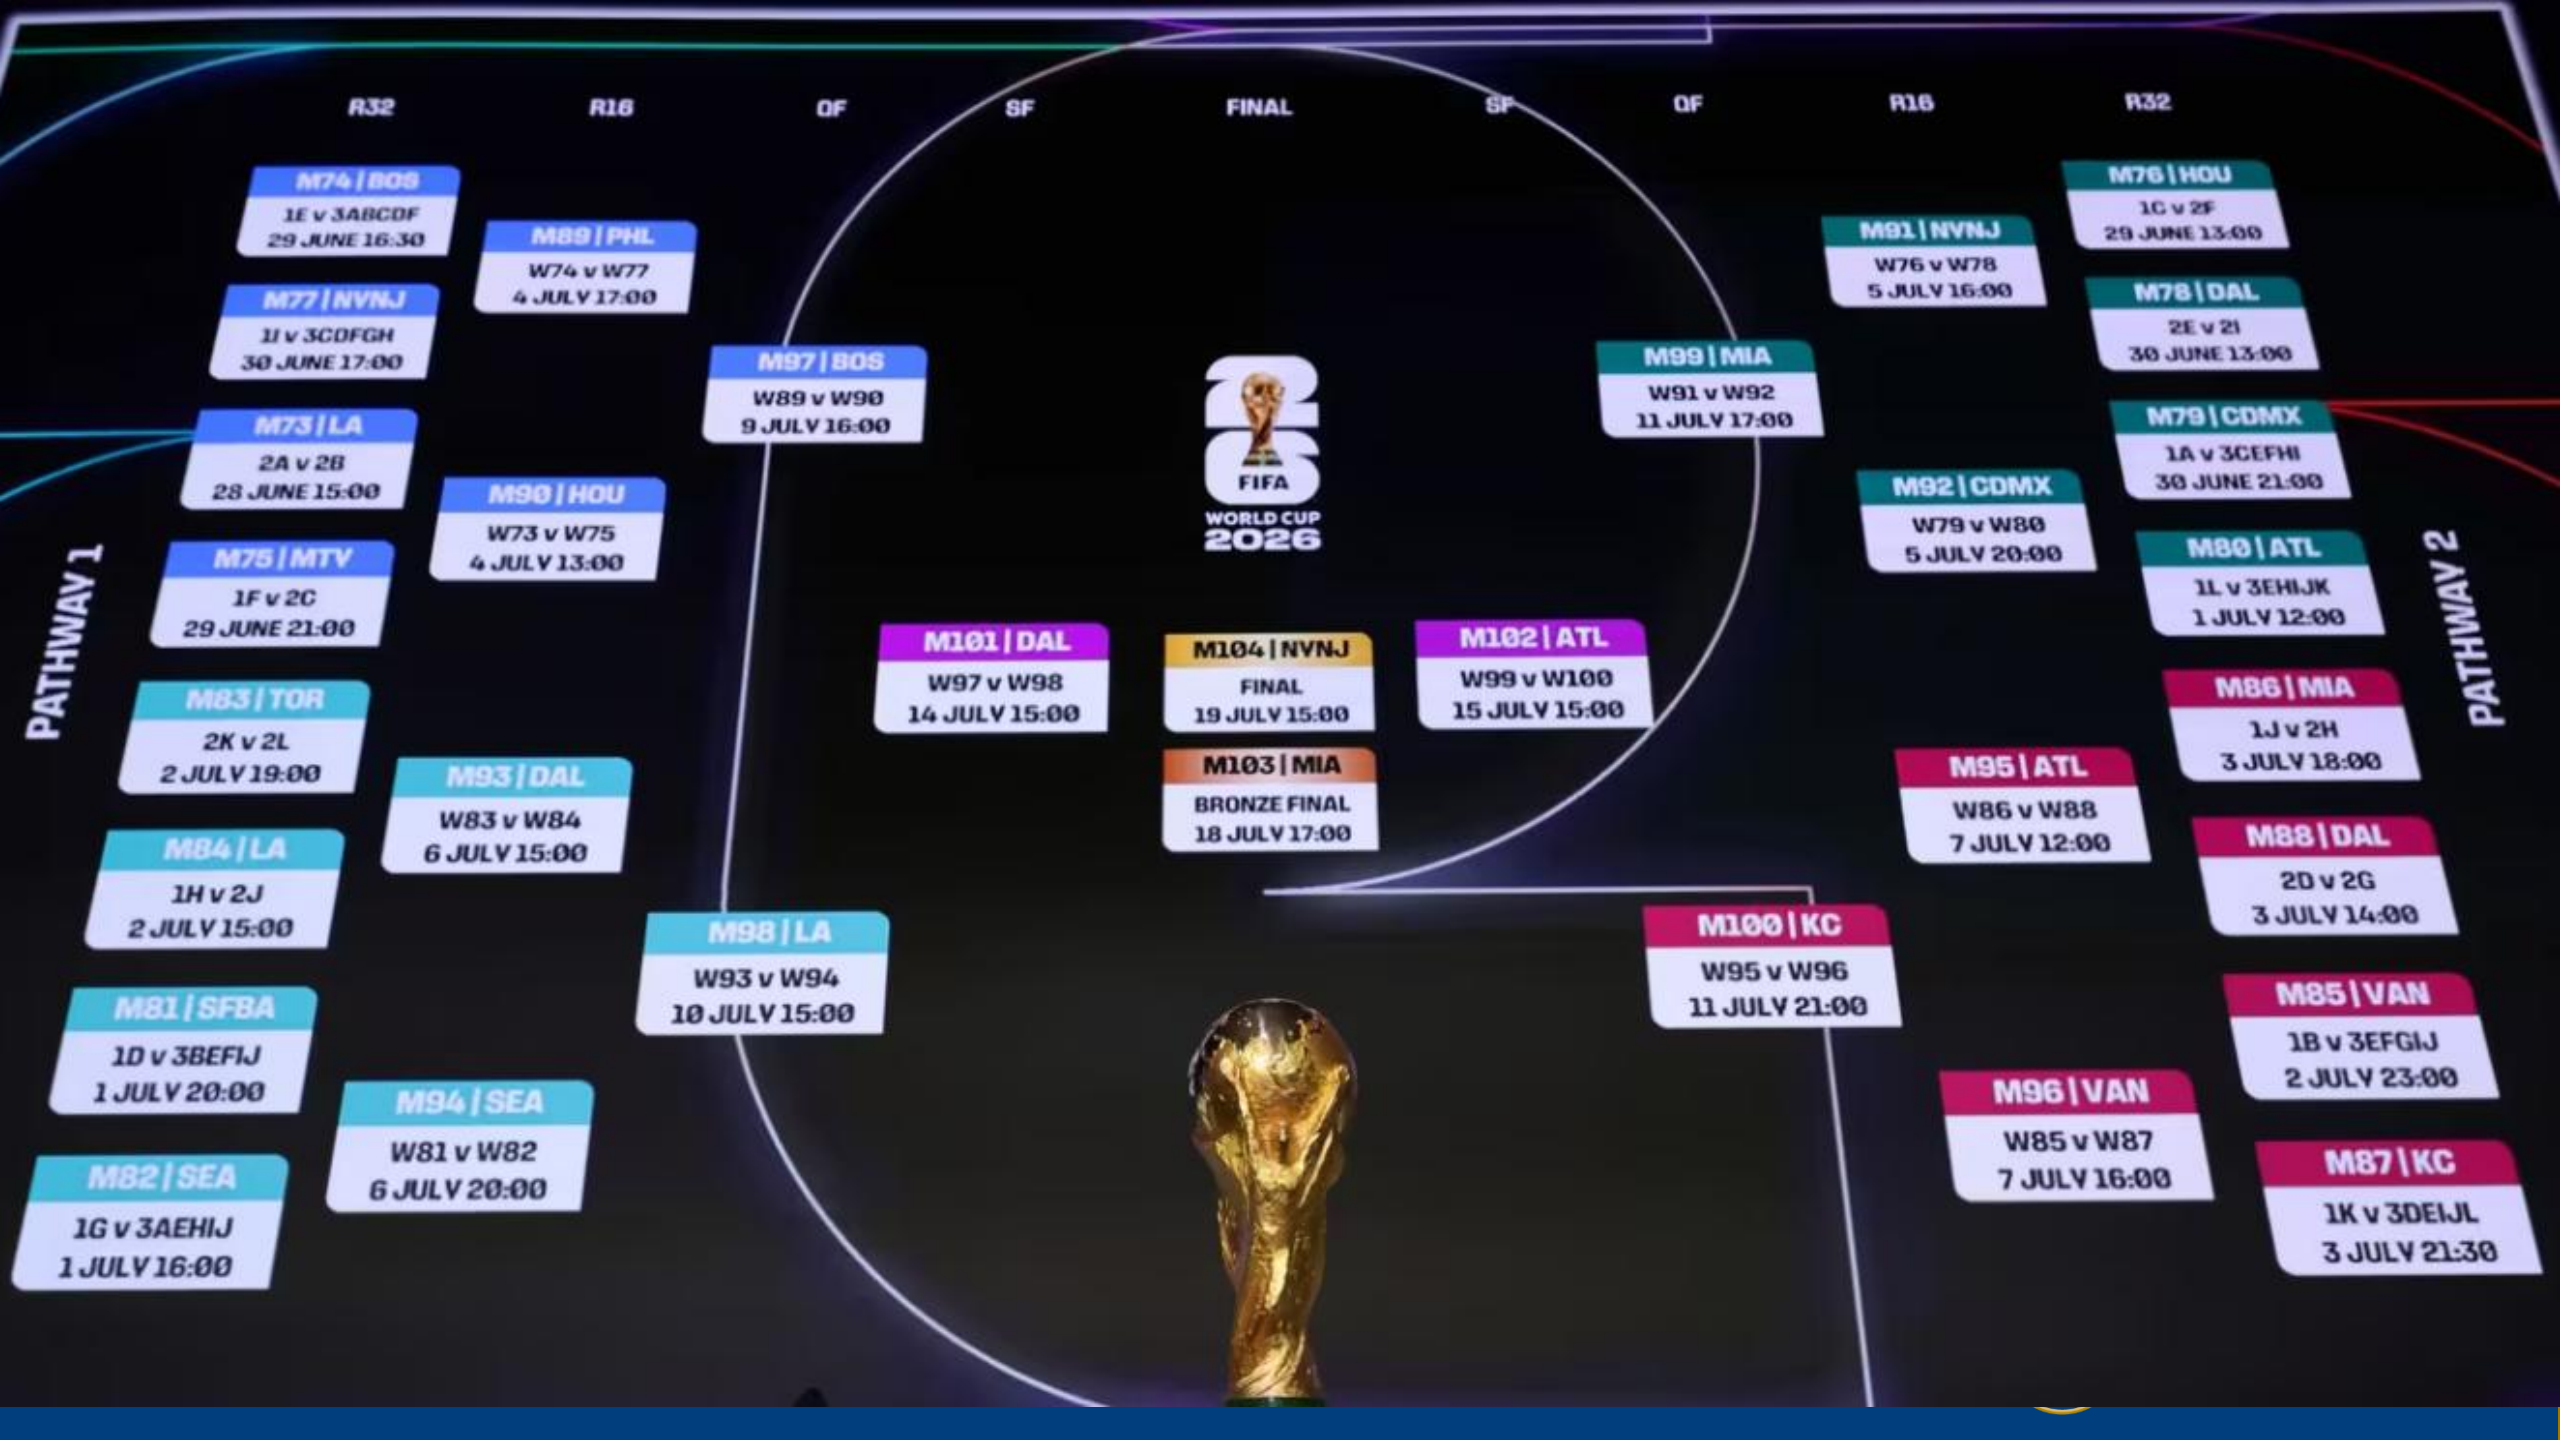 R32 R16 QF SF FINAL SF QF R16 R32
PATHWAY 1
M74 | BOS
1E v 3ABCDF
29 JUNE 16:30
M77 | NYNJ
1I v 3CDFGH
30 JUNE 17:00
M73 | LA
2A v 2B
28 JUNE 15:00
M75 | MTY
1F v 2C
29 JUNE 21:00
M83 | TOR
2K v 2L
2 JULY 19:00
M84 | LA
1H v 2J
2 JULY 15:00
M81 | SFBA
1D v 3BEFIJ
1 JULY 20:00
M82 | SEA
1G v 3AEHIJ
1 JULY 16:00
M89 | PHL
W74 v W77
4 JULY 17:00
M90 | HOU
W73 v W75
4 JULY 13:00
M93 | DAL
W83 v W84
6 JULY 15:00
M94 | SEA
W81 v W82
6 JULY 20:00
M97 | BOS
W89 v W90
9 JULY 16:00
M98 | LA
W93 v W94
10 JULY 15:00
M101 | DAL
W97 v W98
14 JULY 15:00
26
FIFA
WORLD CUP
2026
M104 | NYNJ
FINAL
19 JULY 15:00
M103 | MIA
BRONZE FINAL
18 JULY 17:00
M102 | ATL
W99 v W100
15 JULY 15:00
M99 | MIA
W91 v W92
11 JULY 17:00
M100 | KC
W95 v W96
11 JULY 21:00
M91 | NYNJ
W76 v W78
5 JULY 16:00
M92 | CDMX
W79 v W80
5 JULY 20:00
M95 | ATL
W86 v W88
7 JULY 12:00
M96 | VAN
W85 v W87
7 JULY 16:00
M76 | HOU
1C v 2F
29 JUNE 13:00
M78 | DAL
2E v 2I
30 JUNE 13:00
M79 | CDMX
1A v 3CEFHI
30 JUNE 21:00
M80 | ATL
1L v 3EHIJK
1 JULY 12:00
M86 | MIA
1J v 2H
3 JULY 18:00
M88 | DAL
2D v 2G
3 JULY 14:00
M85 | VAN
1B v 3EFGIJ
2 JULY 23:00
M87 | KC
1K v 3DEIJL
3 JULY 21:30
PATHWAY 2